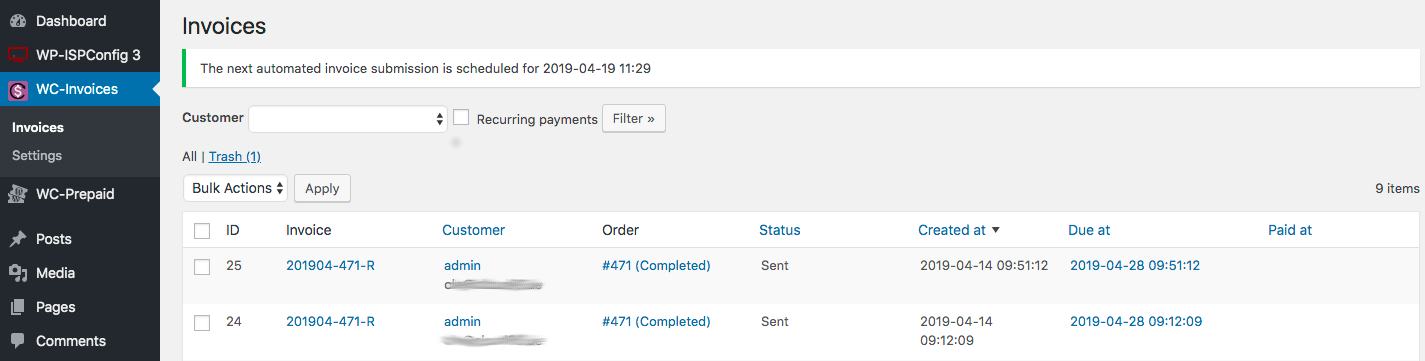 Dashboard
WP-ISPConfig 3
WC-Invoices
Invoices
Settings
WC-Prepaid
Posts
Media
Pages
Comments
Invoices
The next automated invoice submission is scheduled for 2019-04-19 11:29
Customer Recurring payments Filter »
All | Trash (1)
Bulk Actions Apply 9 items
ID Invoice Customer Order Status Created at Due at Paid at
25 201904-471-R admin #471 (Completed) Sent 2019-04-14 09:51:12 2019-04-28 09:51:12
24 201904-471-R admin #471 (Completed) Sent 2019-04-14 2019-04-28 09:12:09
09:12:09